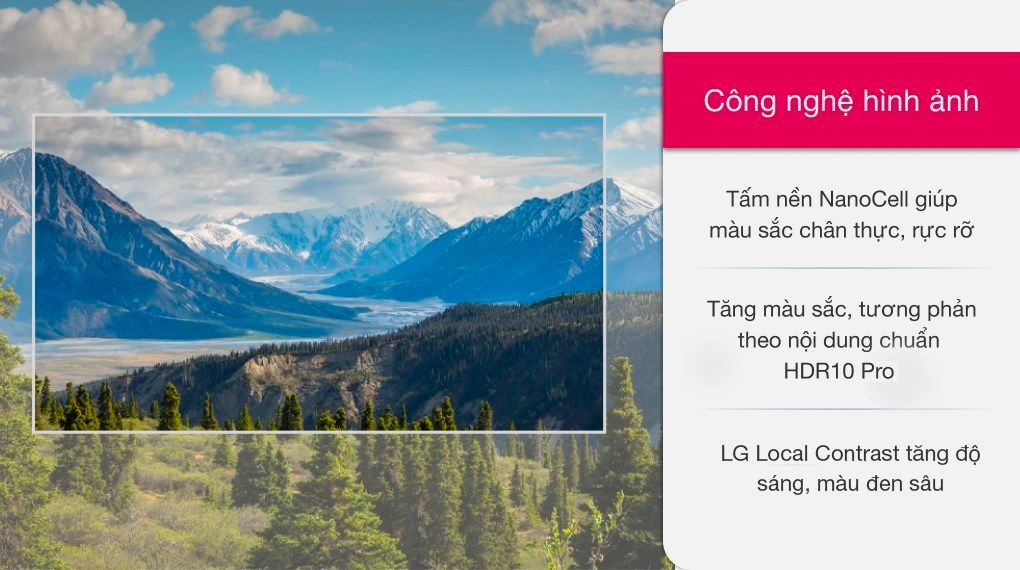 Công nghệ hình ảnh
Tấm nền NanoCell giúp
màu sắc chân thực, rực rỡ
Tăng màu sắc, tương phản
theo nội dung chuẩn
HDR10 Pro
LG Local Contrast tăng độ
sáng, màu đen sâu